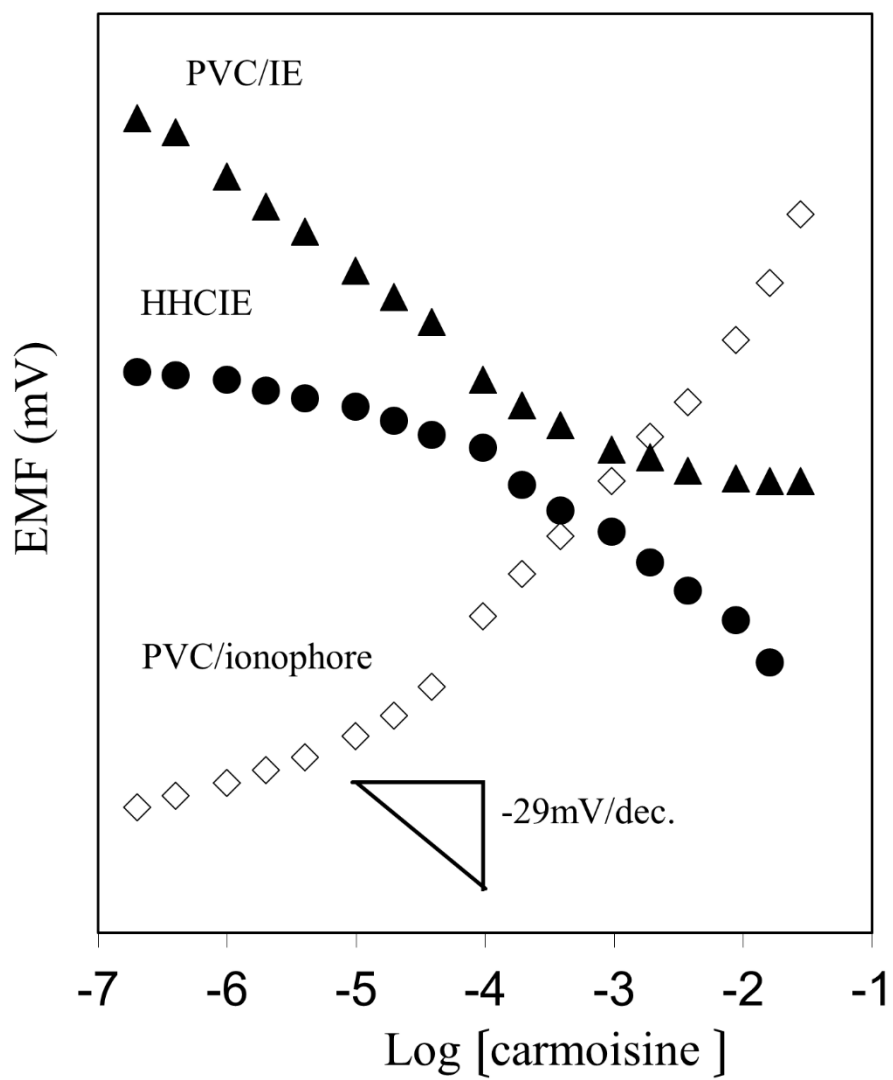 PVC/IE
HHCIE
EMF (mV)
PVC/ionophore
-29mV/dec.
-7 -6 -5 -4 -3 -2 -1
Log [carmoisine ]